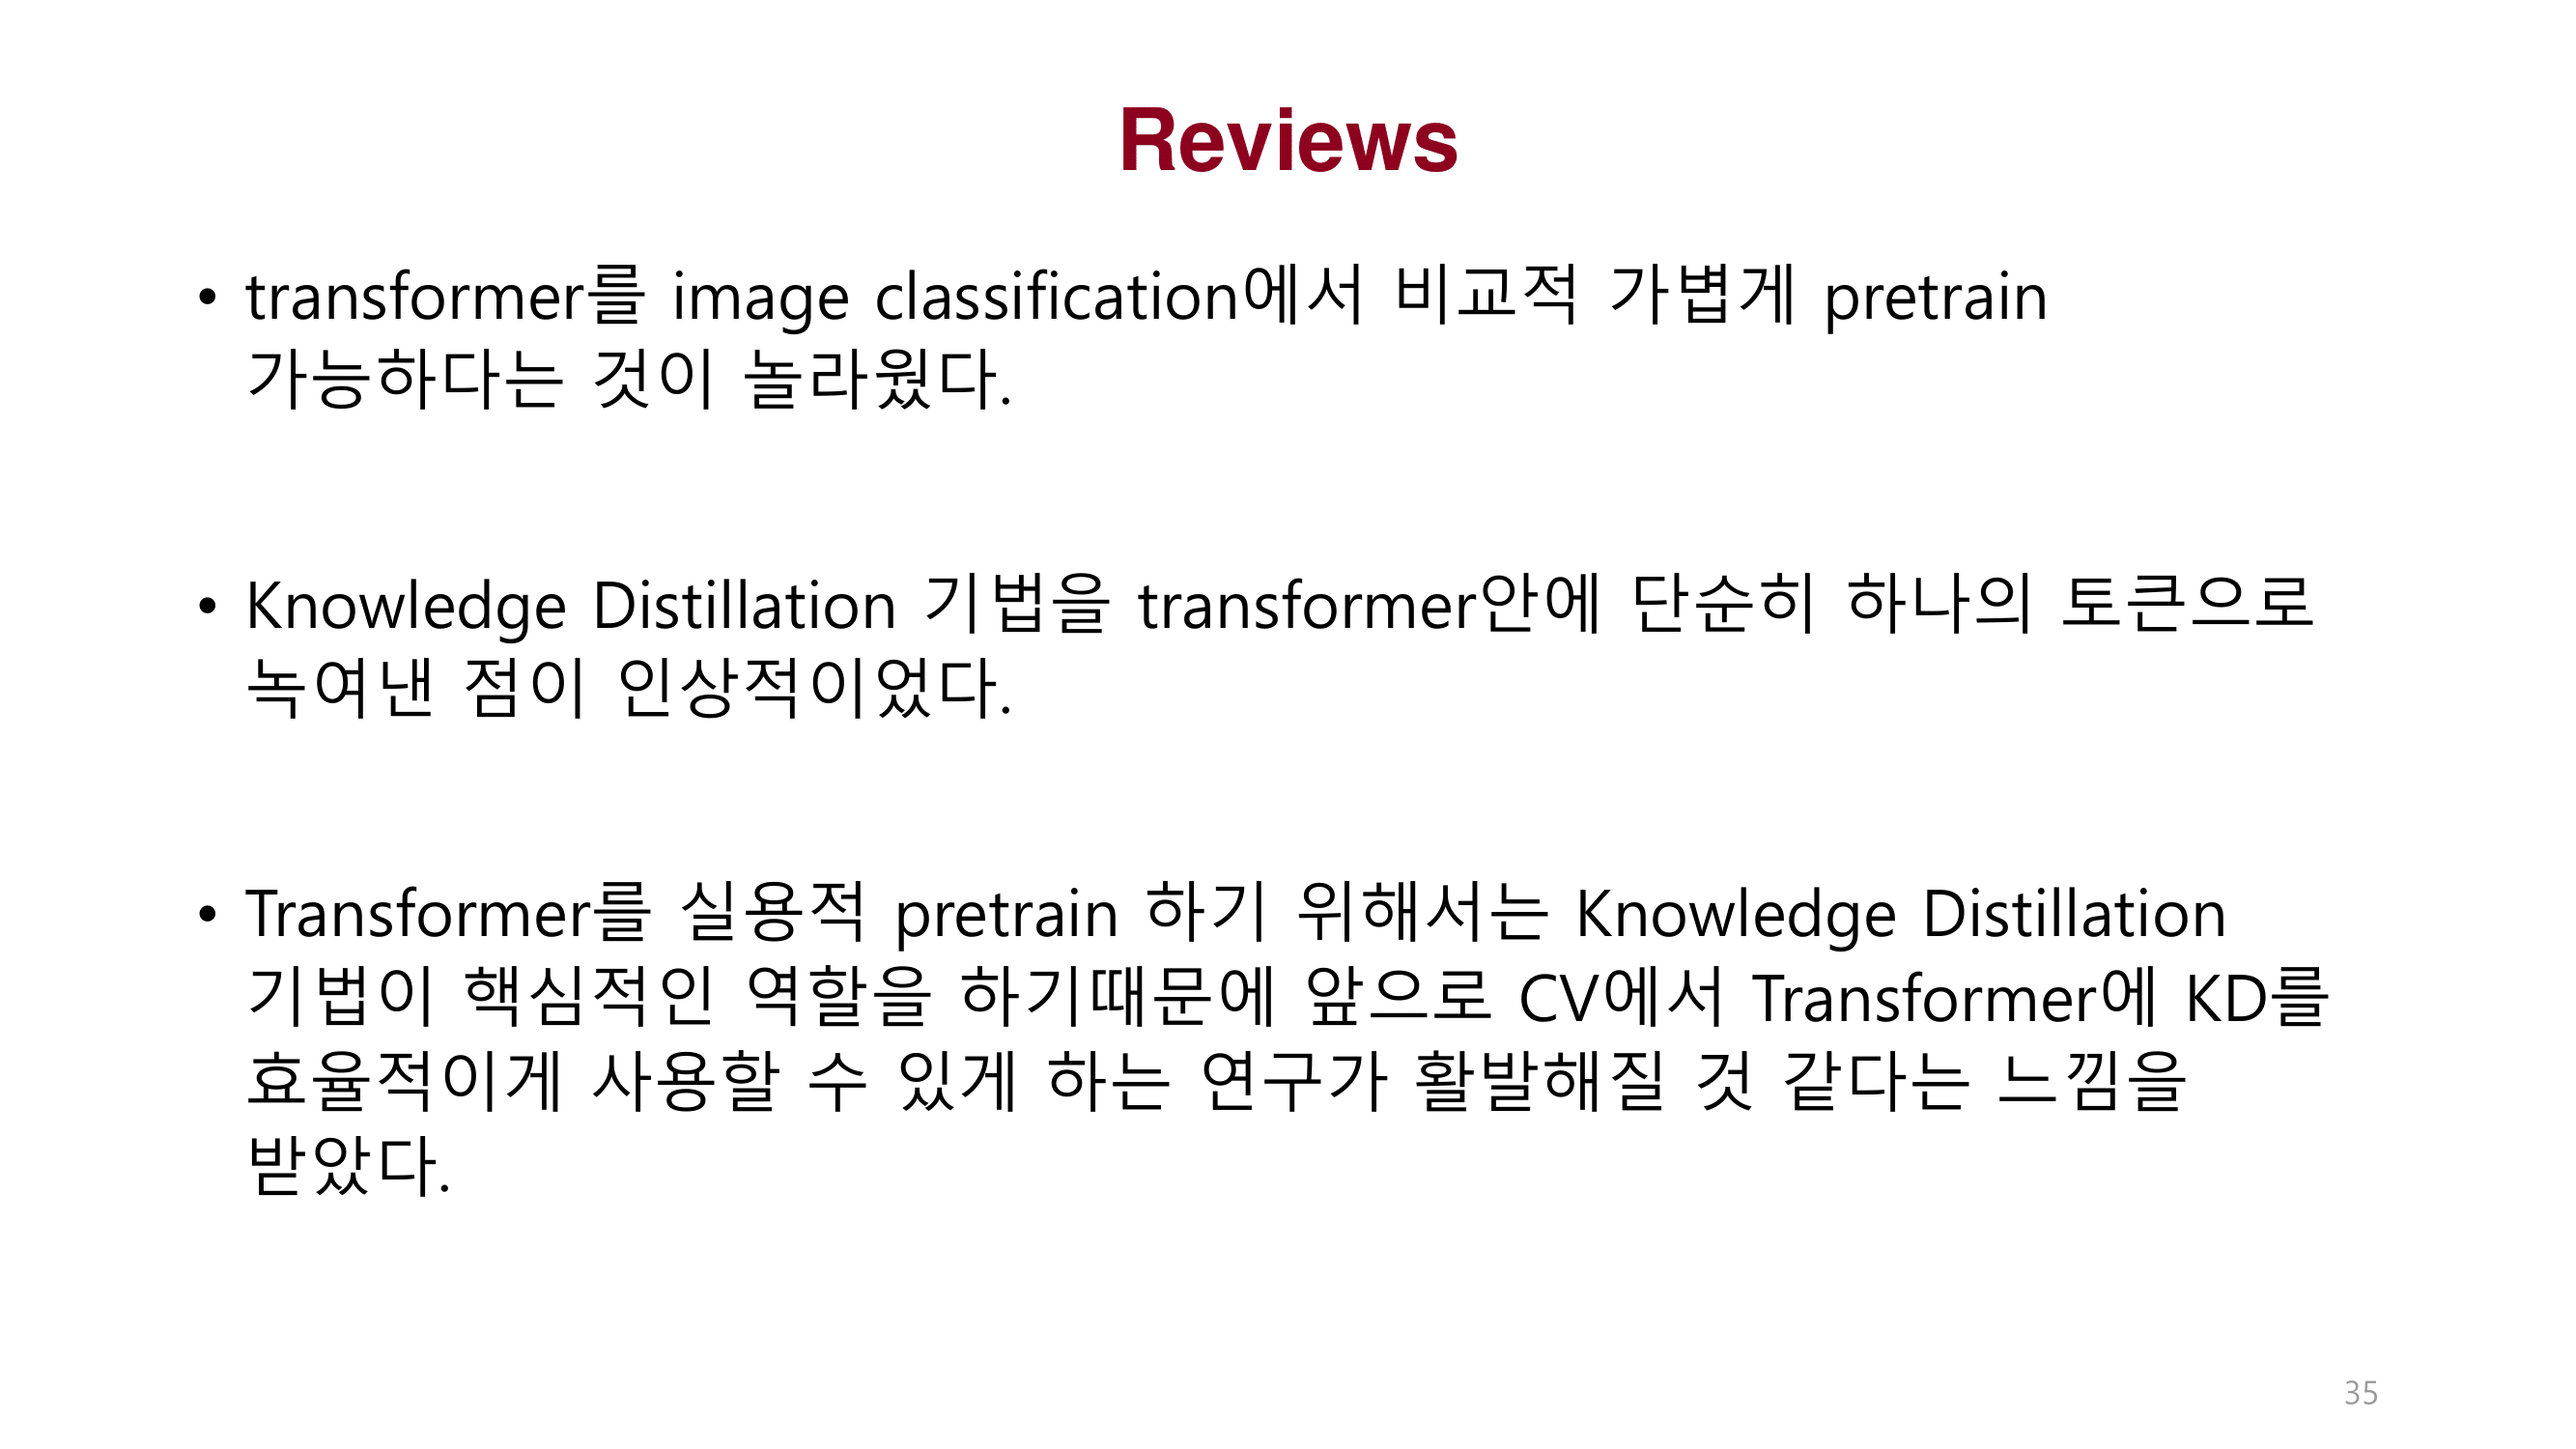 Reviews
• transformer를 image classification에서 비교적 가볍게 pretrain
가능하다는 것이 놀라웠다.
• Knowledge Distillation 기법을 transformer안에 단순히 하나의 토큰으로
녹여낸 점이 인상적이었다.
• Transformer를 실용적 pretrain 하기 위해서는 Knowledge Distillation
기법이 핵심적인 역할을 하기때문에 앞으로 CV에서 Transformer에 KD를
효율적이게 사용할 수 있게 하는 연구가 활발해질 것 같다는 느낌을
받았다.
35